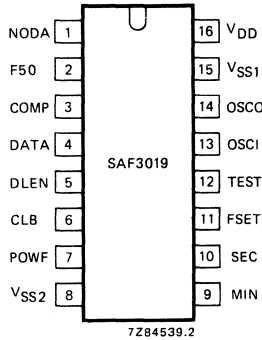 NODA 1 16 VDD
F50 2 15 VSS1
COMP 3 14 OSCO
DATA 4 13 OSCI
SAF3019
DLEN 5 12 TEST
CLB 6 11 FSET
POWF 7 10 SEC
VSS2 8 9 MIN
7Z84539.2